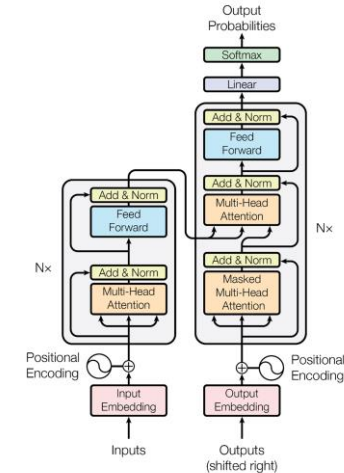 Output
Probabilities
Softmax
Linear
Add & Norm
Feed
Forward
Add & Norm
Multi-Head
Attention
Nx
Add & Norm
Masked
Multi-Head
Attention
Add & Norm
Feed
Forward
Nx
Add & Norm
Multi-Head
Attention
Positional
Encoding
Positional
Encoding
Input
Embedding
Output
Embedding
Inputs
Outputs
(shifted right)